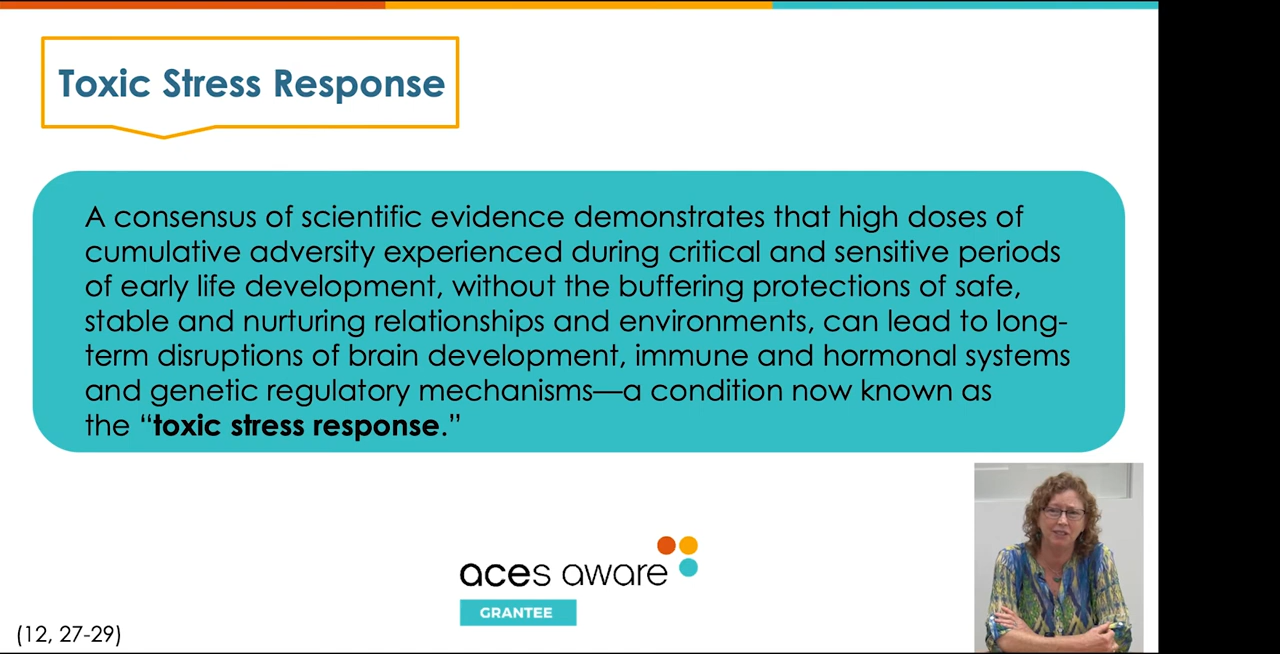 Toxic Stress Response
A consensus of scientific evidence demonstrates that high doses of
cumulative adversity experienced during critical and sensitive periods
of early life development, without the buffering protections of safe,
stable and nurturing relationships and environments, can lead to long-
term disruptions of brain development, immune and hormonal systems
and genetic regulatory mechanisms—a condition now known as
the “toxic stress response.”
aces aware
GRANTEE
(12, 27-29)